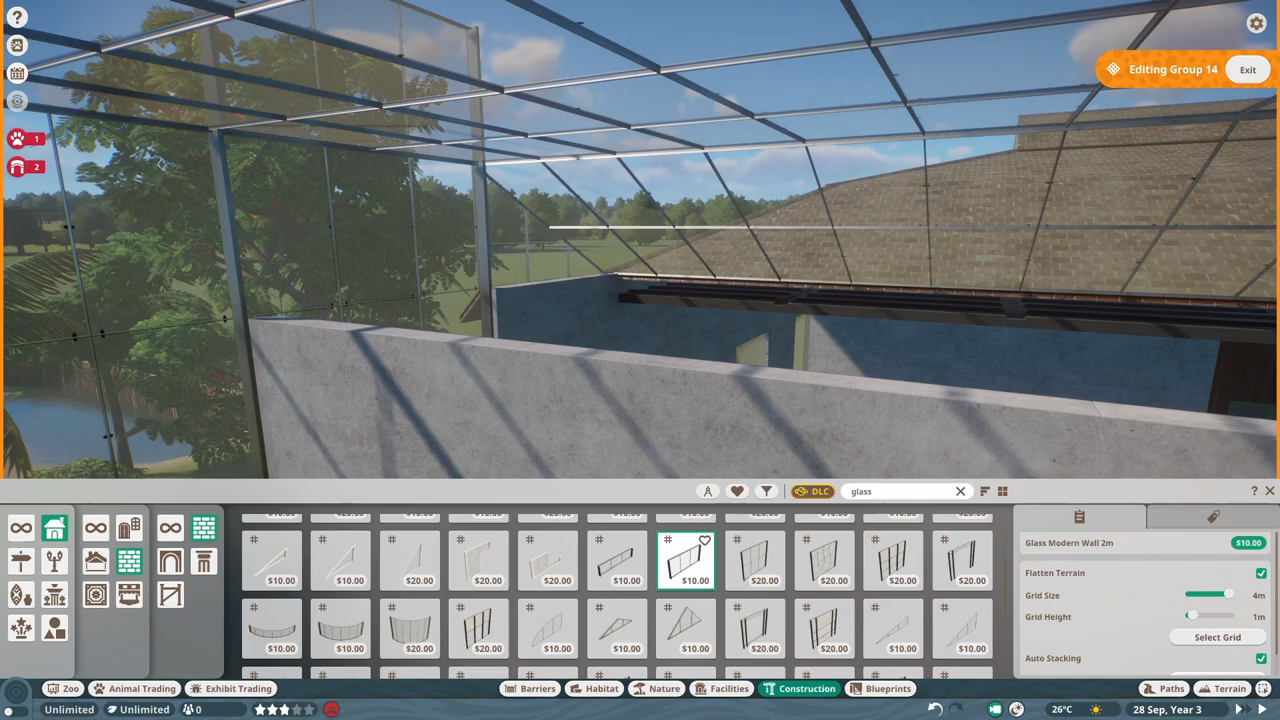 ?
Editing Group 14
Exit
1
2
DLC
glass
?
$10.00
$10.00
$20.00
$20.00
$20.00
$10.00
$10.00
$20.00
$20.00
$20.00
$20.00
$10.00
$10.00
$20.00
$20.00
$10.00
$10.00
$10.00
$20.00
$20.00
$10.00
$10.00
Glass Modern Wall 2m
$10.00
Flatten Terrain
Grid Size
4m
Grid Height
1m
Select Grid
Auto Stacking
Zoo
Animal Trading
Exhibit Trading
Barriers
Habitat
Nature
Facilities
Construction
Blueprints
Paths
Terrain
Unlimited
Unlimited
0
26°C
28 Sep, Year 3